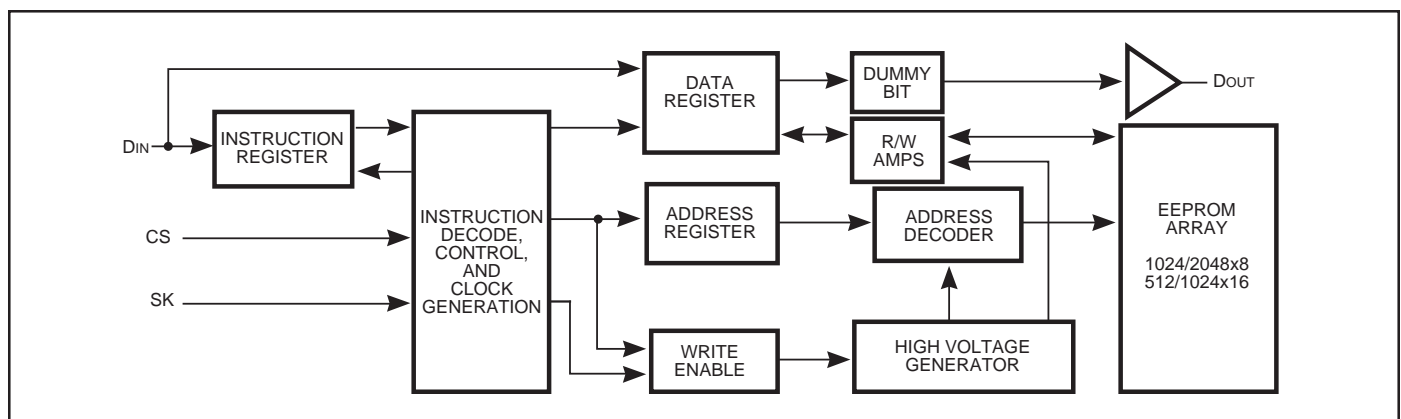 DIN
INSTRUCTION
REGISTER
CS
SK
INSTRUCTION
DECODE,
CONTROL,
AND
CLOCK
GENERATION
DATA
REGISTER
DUMMY
BIT
DOUT
R/W
AMPS
ADDRESS
REGISTER
ADDRESS
DECODER
EEPROM
ARRAY
1024/2048x8
512/1024x16
WRITE
ENABLE
HIGH VOLTAGE
GENERATOR